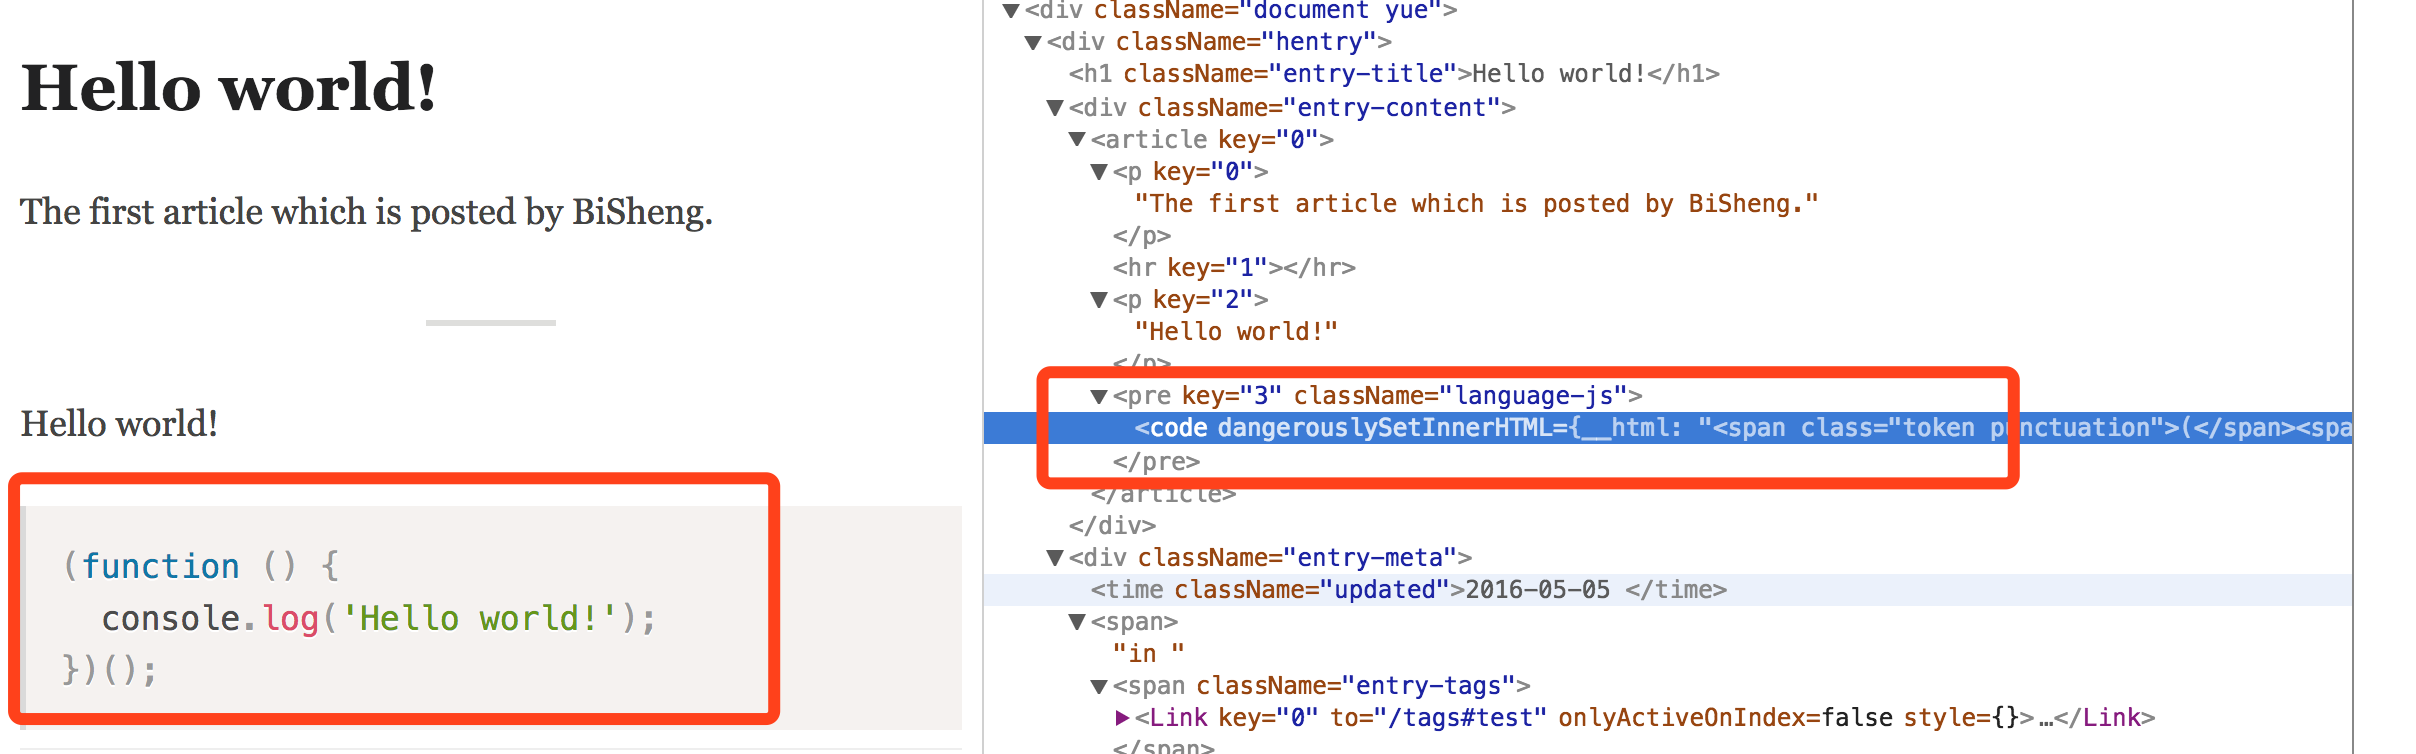 Hello world!
The first article which is posted by BiSheng.
Hello world!
(function () {
  console.log('Hello world!');
})();
<div className="document yue">
<div className="hentry">
<h1 className="entry-title">Hello world!</h1>
<div className="entry-content">
<article key="0">
<p key="0">
"The first article which is posted by BiSheng."
</p>
<hr key="1"></hr>
<p key="2">
"Hello world!"
</p>
<pre key="3" className="language-js">
<code dangerouslySetInnerHTML={__html: "<span class="token punctuation">(</span><spa
</pre>
</article>
</div>
<div className="entry-meta">
<time className="updated">2016-05-05 </time>
<span>
"in "
<span className="entry-tags">
<Link key="0" to="/tags#test" onlyActiveOnIndex=false style={}>…</Link>
</span>